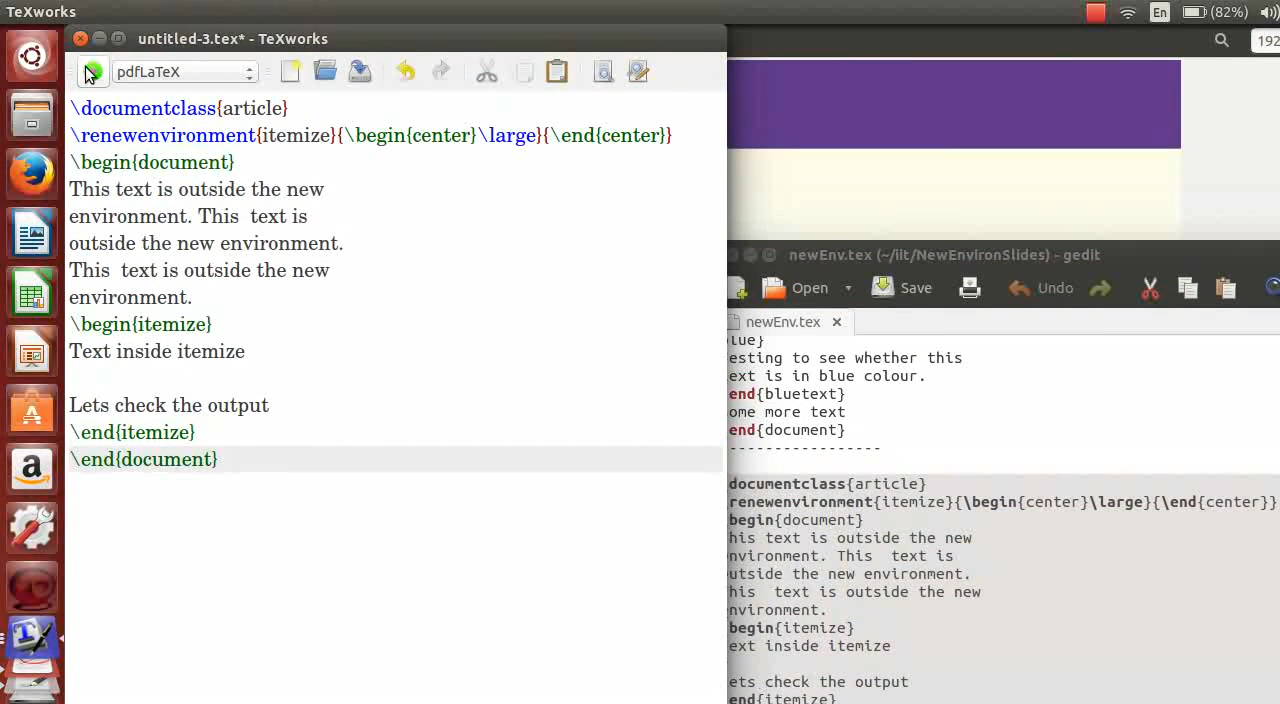 TeXworks
En
(82%)
untitled-3.tex* - TeXworks
192
pdfLaTeX
\documentclass{article}
\renewenvironment{itemize}{\begin{center}\large}{\end{center}}
\begin{document}
This text is outside the new
environment. This  text is
outside the new environment.
This  text is outside the new
environment.
\begin{itemize}
Text inside itemize
Lets check the output
\end{itemize}
\end{document}
newEnv.tex (~/iit/NewEnvironSlides) - gedit
Open
Save
Undo
newEnv.tex
lue}
esting to see whether this
ext is in blue colour.
end{bluetext}
ome more text
end{document}
-----------------
documentclass{article}
renewenvironment{itemize}{\begin{center}\large}{\end{center}}
begin{document}
his text is outside the new
nvironment. This  text is
utside the new environment.
his  text is outside the new
nvironment.
begin{itemize}
ext inside itemize
ets check the output
end{itemize}